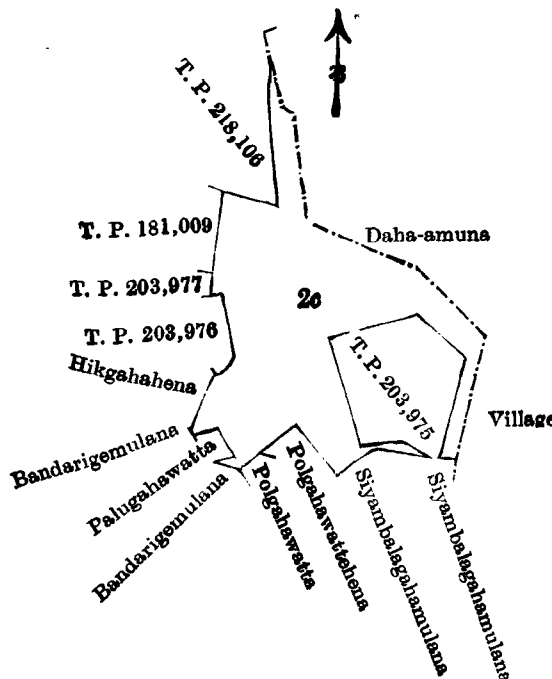 T. P. 218,106
T. P. 181,009
Daha-amuna
T. P. 203,977
2c
T. P. 203,976
T. P. 203,975
Hikgahahena
Village
Bandarigemulana
Palugahawatta
Bandarigemulana
Polgahawatta
Polgahawattehena
Siyambalagahamulana
Siyambalagahamulana